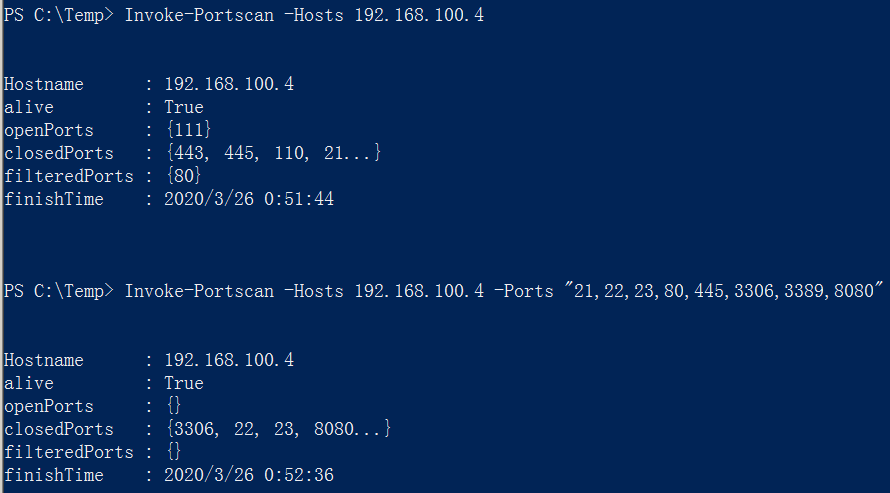 PS C:\Temp> Invoke-Portscan -Hosts 192.168.100.4
Hostname      : 192.168.100.4
alive         : True
openPorts     : {111}
closedPorts   : {443, 445, 110, 21...}
filteredPorts : {80}
finishTime    : 2020/3/26 0:51:44
PS C:\Temp> Invoke-Portscan -Hosts 192.168.100.4 -Ports "21,22,23,80,445,3306,3389,8080"
Hostname      : 192.168.100.4
alive         : True
openPorts     : {}
closedPorts   : {3306, 22, 23, 8080...}
filteredPorts : {}
finishTime    : 2020/3/26 0:52:36